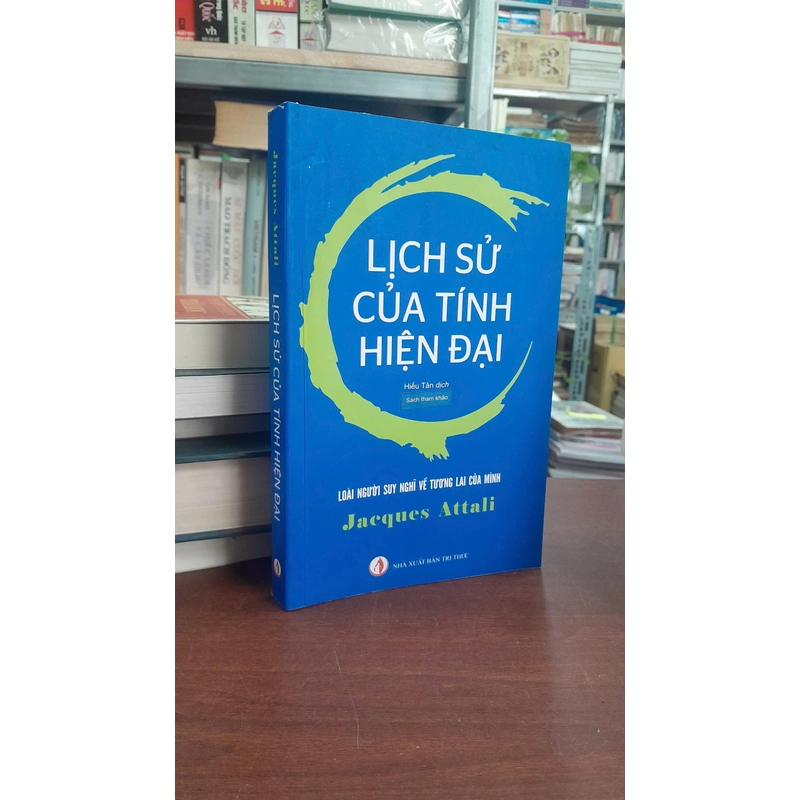 LỊCH SỬ
CỦA TÍNH
HIỆN ĐẠI
Hiếu Tân dịch
Sách tham khảo
LOÀI NGƯỜI SUY NGHĨ VỀ TƯƠNG LAI CỦA MÌNH
Jacques Attali
NHÀ XUẤT BẢN TRI THỨC
Jacques Attali
LỊCH SỬ CỦA TÍNH HIỆN ĐẠI